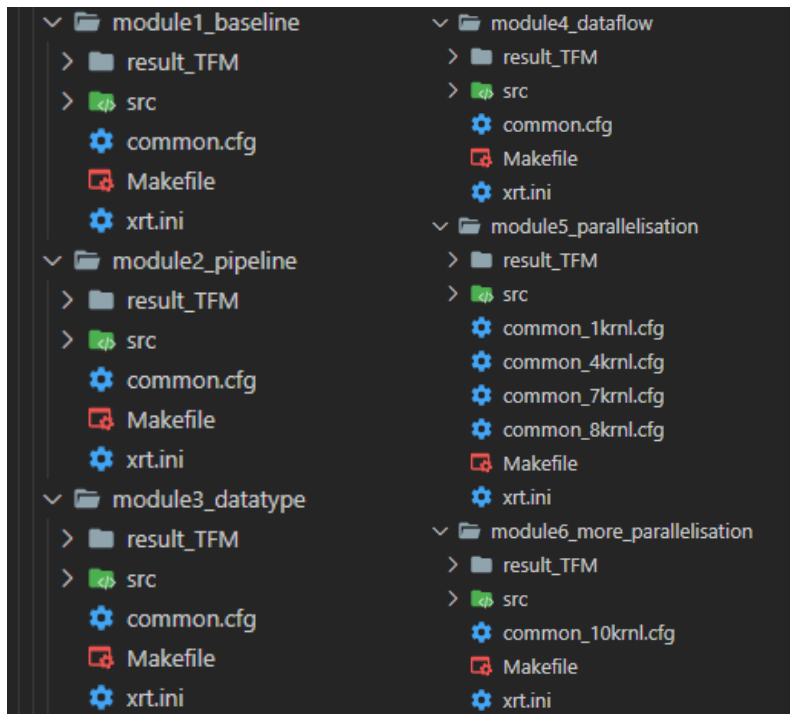 module1_baseline
result_TFM
src
common.cfg
Makefile
xrt.ini
module2_pipeline
result_TFM
src
common.cfg
Makefile
xrt.ini
module3_datatype
result_TFM
src
common.cfg
Makefile
xrt.ini
module4_dataflow
result_TFM
src
common.cfg
Makefile
xrt.ini
module5_parallelisation
result_TFM
src
common_1krnl.cfg
common_4krnl.cfg
common_7krnl.cfg
common_8krnl.cfg
Makefile
xrt.ini
module6_more_parallelisation
result_TFM
src
common_10krnl.cfg
Makefile
xrt.ini